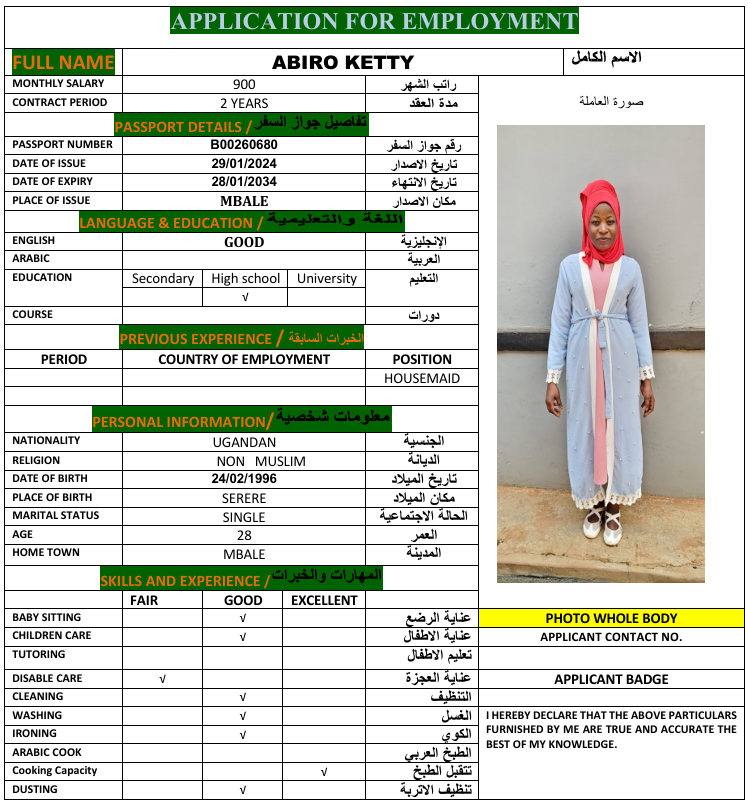 APPLICATION FOR EMPLOYMENT
FULL NAME ABIRO KETTY الاسم الكامل
MONTHLY SALARY 900 راتب الشهر
CONTRACT PERIOD 2 YEARS مدة العقد
صورة العاملة
PASSPORT DETAILS / تفاصيل جواز السفر
PASSPORT NUMBER B00260680 رقم جواز السفر
DATE OF ISSUE 29/01/2024 تاريخ الاصدار
DATE OF EXPIRY 28/01/2034 تاريخ الانتهاء
PLACE OF ISSUE MBALE مكان الاصدار
LANGUAGE & EDUCATION / اللغة والتعليمية
ENGLISH GOOD الإنجليزية
ARABIC العربية
EDUCATION Secondary High school University التعليم
√
COURSE دورات
PREVIOUS EXPERIENCE / الخبرات السابقة
PERIOD COUNTRY OF EMPLOYMENT POSITION
HOUSEMAID
PERSONAL INFORMATION/ معلومات شخصية
NATIONALITY UGANDAN الجنسية
RELIGION NON MUSLIM الديانة
DATE OF BIRTH 24/02/1996 تاريخ الميلاد
PLACE OF BIRTH SERERE مكان الميلاد
MARITAL STATUS SINGLE الحالة الاجتماعية
AGE 28 العمر
HOME TOWN MBALE المدينة
SKILLS AND EXPERIENCE / المهارات والخبرات
FAIR GOOD EXCELLENT
BABY SITTING √ عناية الرضع
CHILDREN CARE √ عناية الاطفال
TUTORING تعليم الاطفال
DISABLE CARE √ عناية العجزة
CLEANING √ التنظيف
WASHING √ الغسل
IRONING √ الكوي
ARABIC COOK الطبخ العربي
Cooking Capacity √ تتقبل الطبخ
DUSTING √ تنظيف الاتربة
PHOTO WHOLE BODY
APPLICANT CONTACT NO.
APPLICANT BADGE
I HEREBY DECLARE THAT THE ABOVE PARTICULARS
FURNISHED BY ME ARE TRUE AND ACCURATE THE
BEST OF MY KNOWLEDGE.